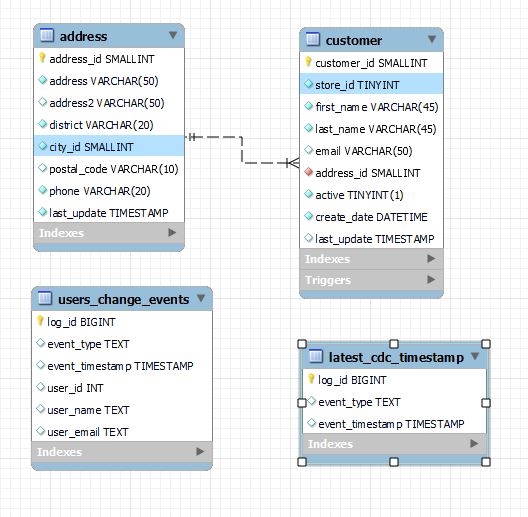 address
address_id SMALLINT
address VARCHAR(50)
address2 VARCHAR(50)
district VARCHAR(20)
city_id SMALLINT
postal_code VARCHAR(10)
phone VARCHAR(20)
last_update TIMESTAMP
Indexes
customer
customer_id SMALLINT
store_id TINYINT
first_name VARCHAR(45)
last_name VARCHAR(45)
email VARCHAR(50)
address_id SMALLINT
active TINYINT(1)
create_date DATETIME
last_update TIMESTAMP
Indexes
Triggers
users_change_events
log_id BIGINT
event_type TEXT
event_timestamp TIMESTAMP
user_id INT
user_name TEXT
user_email TEXT
Indexes
latest_cdc_timestamp
log_id BIGINT
event_type TEXT
event_timestamp TIMESTAMP
Indexes